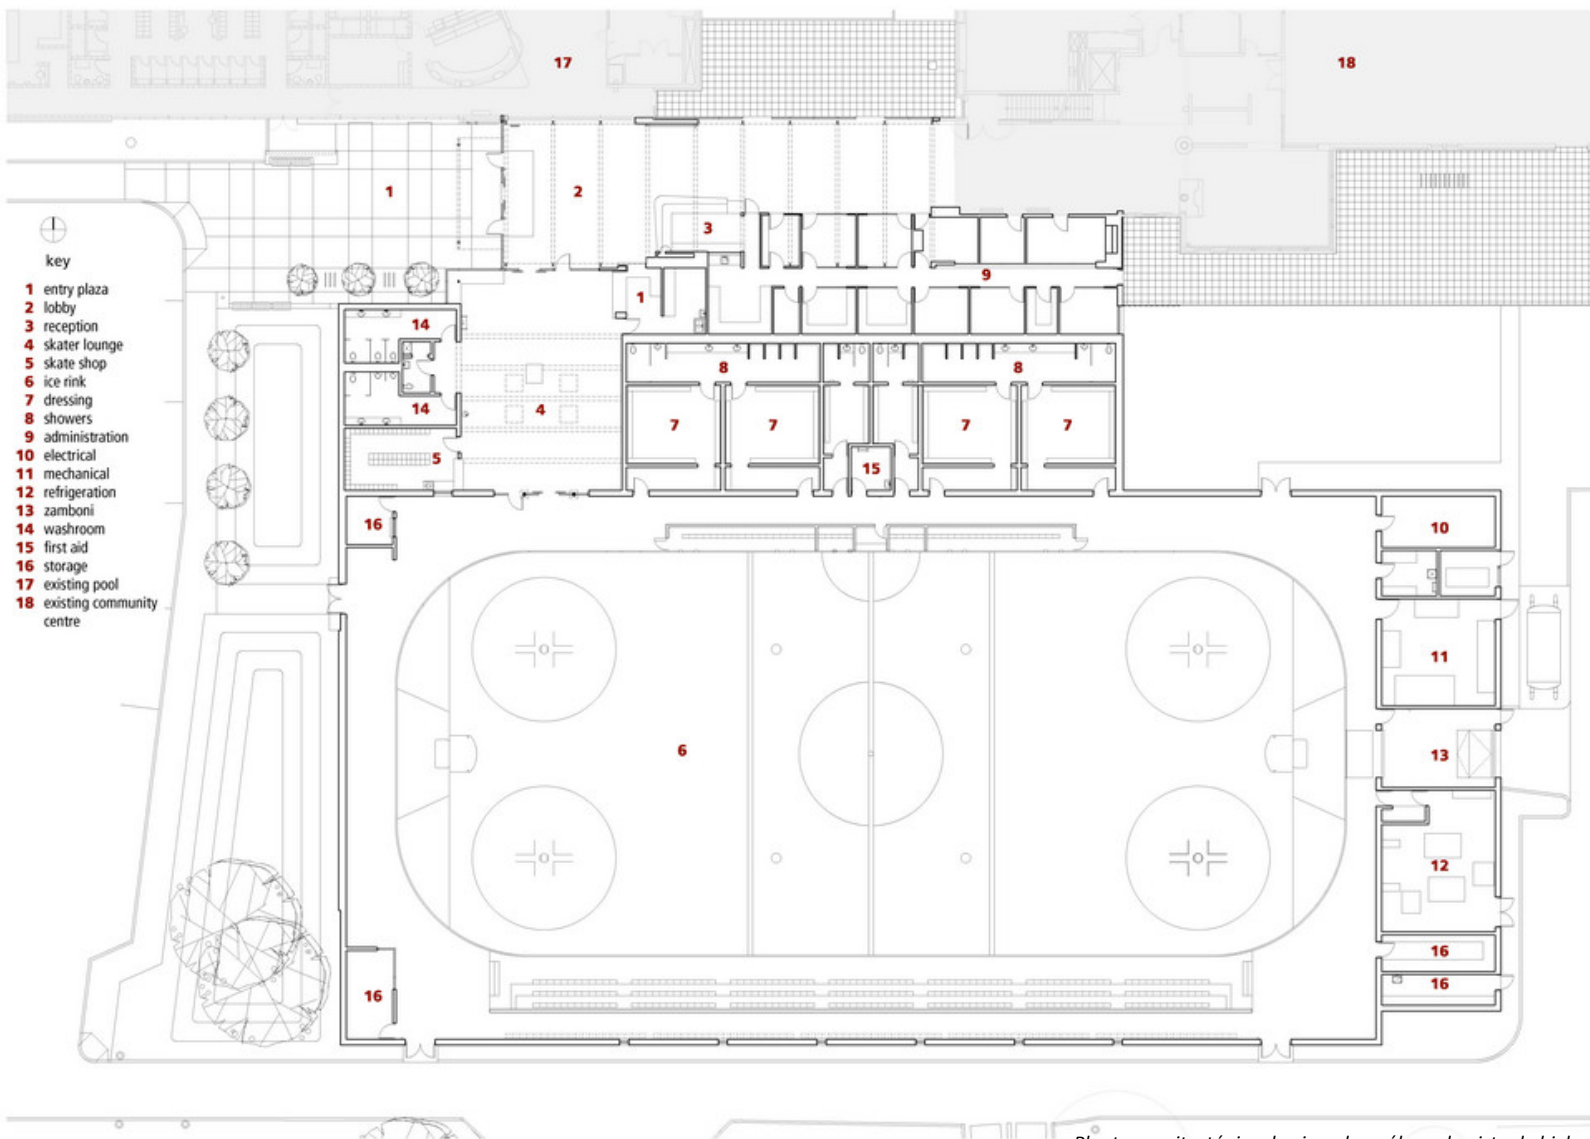 17
18
1
2
3
key
1 entry plaza
2 lobby
3 reception
4 skater lounge
5 skate shop
6 ice rink
7 dressing
8 showers
9 administration
10 electrical
11 mechanical
12 refrigeration
13 zamboni
14 washroom
15 first aid
16 storage
17 existing pool
18 existing community
centre
9
1
14
8
8
14
4
7
7
7
7
5
15
16
10
11
6
13
12
16
16
16